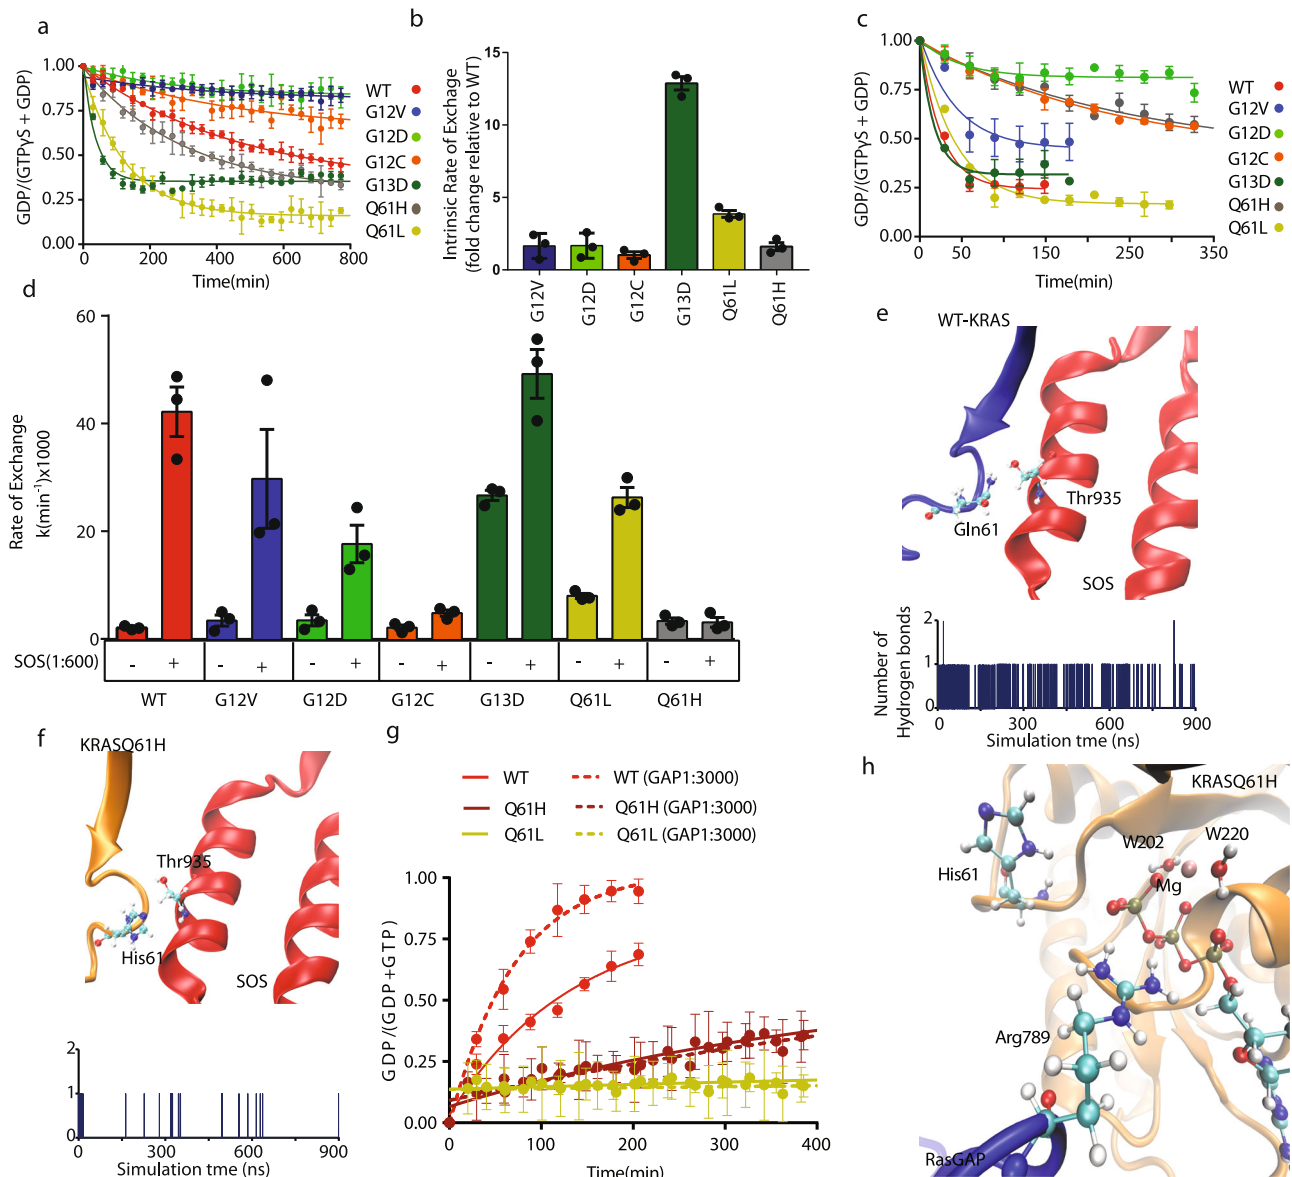 a
1.00
0.75
0.50
0.25
0.00
GDP/(GTPyS + GDP)
0 200 400 600 800
Time(min)
WT
G12V
G12D
G12C
G13D
Q61H
Q61L
b
15
10
5
0
Intrinsic Rate of Exchange
(fold change relative to WT)
G12V
G12D
G12C
G13D
Q61L
Q61H
c
1.00
0.75
0.50
0.25
0.00
GDP/(GTPyS + GDP)
0 50 100 150 200 250 300 350
Time(min)
WT
G12V
G12D
G12C
G13D
Q61H
Q61L
d
60
40
20
0
Rate of Exchange
k(min⁻¹)x1000
SOS(1:600) - + - + - + - + - + - + - +
WT G12V G12D G12C G13D Q61L Q61H
e
WT-KRAS
Thr935
Gln61
SOS
2
1
0
Number of
Hydrogen bonds
0 300 600 900
Simulation tme (ns)
f
KRASQ61H
Thr935
His61
SOS
2
1
0
0 300 600 900
Simulation tme (ns)
g
WT WT (GAP1:3000)
Q61H Q61H (GAP1:3000)
Q61L Q61L (GAP1:3000)
1.00
0.75
0.50
0.25
0.00
GDP/(GDP+GTP)
0 100 200 300 400
Time(min)
h
KRASQ61H
W202
W220
His61
Mg
Arg789
RasGAP